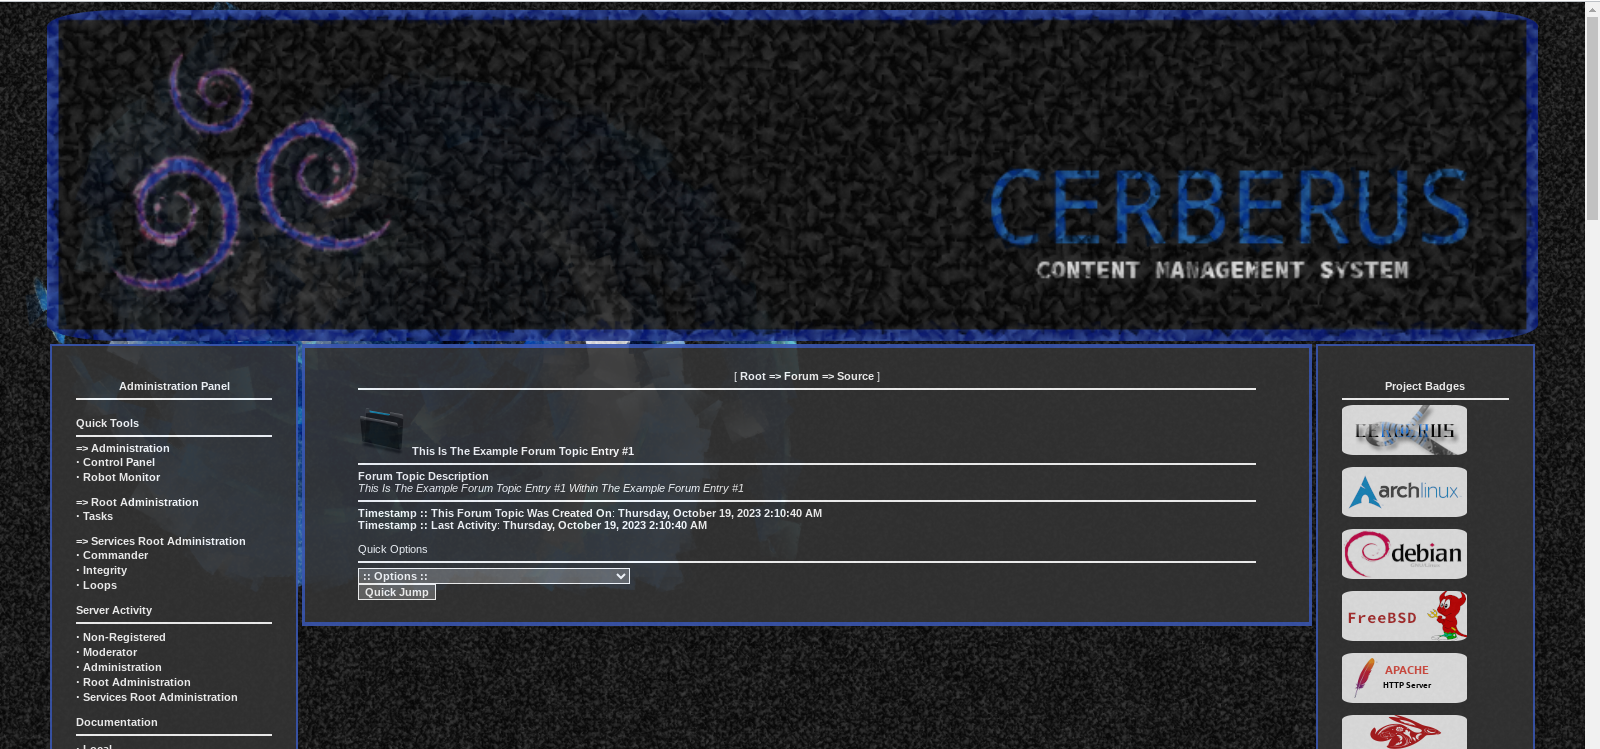 CERBERUS
CONTENT MANAGEMENT SYSTEM
Administration Panel
Quick Tools
=> Administration
· Control Panel
· Robot Monitor
=> Root Administration
· Tasks
=> Services Root Administration
· Commander
· Integrity
· Loops
Server Activity
· Non-Registered
· Moderator
· Administration
· Root Administration
· Services Root Administration
Documentation
· Local
[ Root => Forum => Source ]
This Is The Example Forum Topic Entry #1
Forum Topic Description
This Is The Example Forum Topic Entry #1 Within The Example Forum Entry #1
Timestamp :: This Forum Topic Was Created On: Thursday, October 19, 2023 2:10:40 AM
Timestamp :: Last Activity: Thursday, October 19, 2023 2:10:40 AM
Quick Options
:: Options ::
Quick Jump
Project Badges
CERBERUS
archlinux
debian
FreeBSD
APACHE
HTTP Server